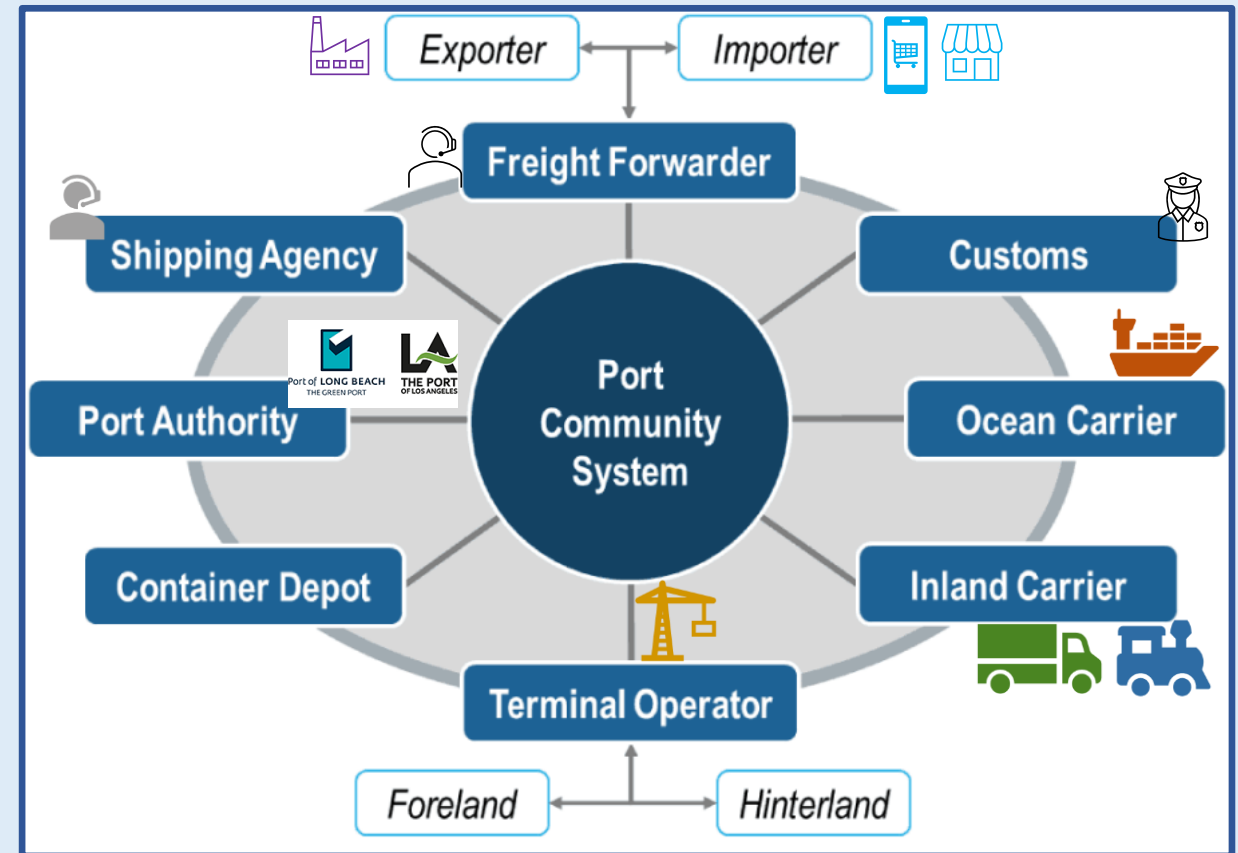 Exporter
Importer
Freight Forwarder
Shipping Agency
Customs
Port of LONG BEACH
THE GREEN PORT
LA
THE PORT
OF LOS ANGELES
Port Authority
Port
Community
System
Ocean Carrier
Container Depot
Inland Carrier
Terminal Operator
Foreland
Hinterland